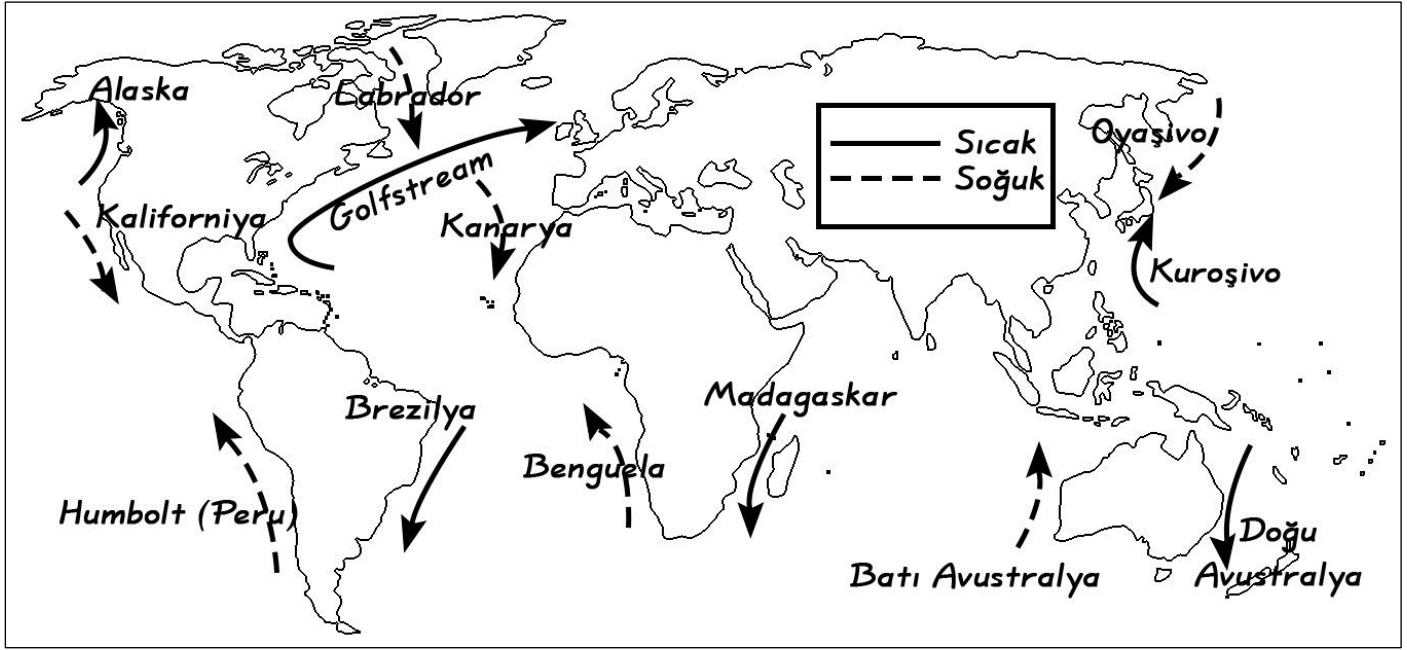 Alaska
Labrador
Golfstream
Kaliforniya
Kanarya
Sıcak
Soğuk
Oyaşivo
Kuroşivo
Brezilya
Madagaskar
Benguela
Humbolt (Peru)
Batı Avustralya
Doğu
Avustralya